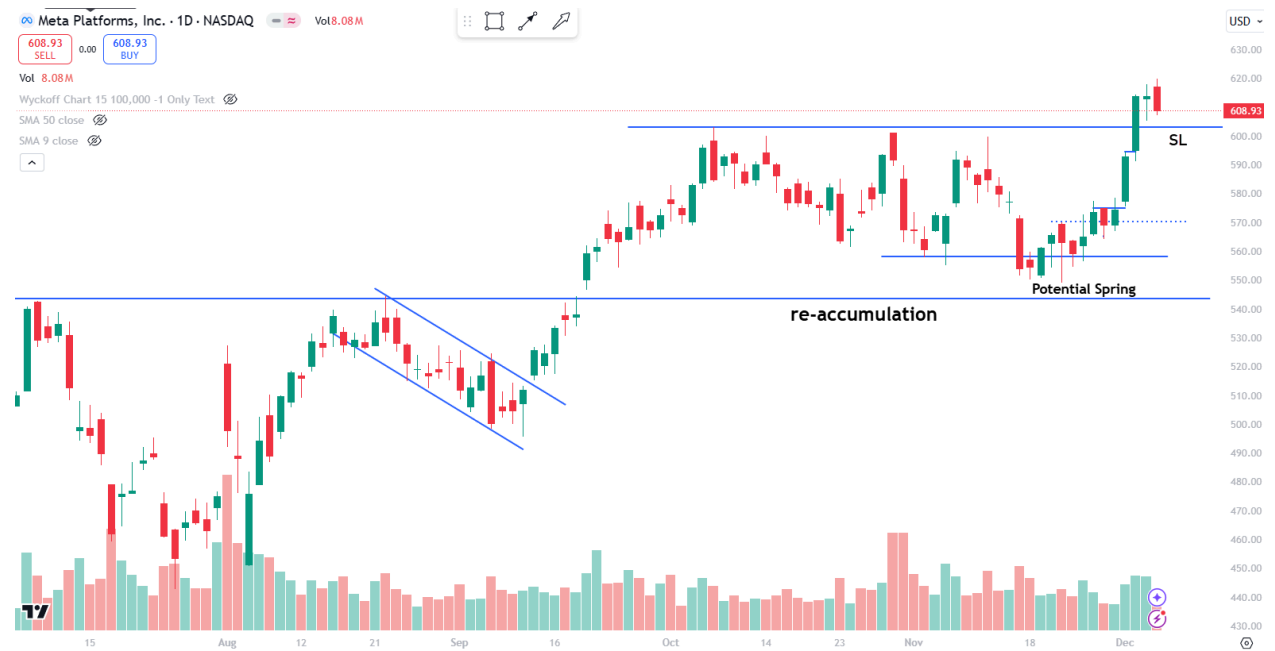 Meta Platforms, Inc. · 1D · NASDAQ
Vol8.08M
USD
608.93
SELL
0.00
608.93
BUY
Vol 8.08M
Wyckoff Chart 15 100,000 -1 Only Text
SMA 50 close
SMA 9 close
630.00
620.00
608.93
600.00
590.00
580.00
570.00
560.00
550.00
540.00
530.00
520.00
510.00
500.00
490.00
480.00
470.00
460.00
450.00
440.00
430.00
SL
Potential Spring
re-accumulation
15
Aug
12
21
Sep
16
Oct
14
23
Nov
18
Dec